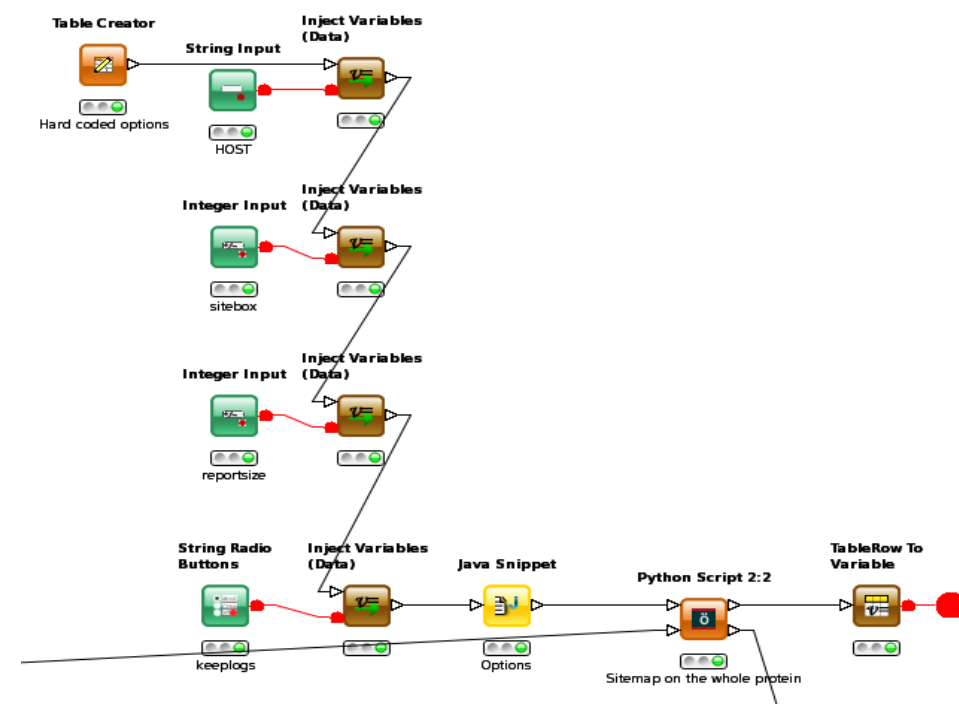 Table Creator
Hard coded options
String Input
HOST
Inject Variables
(Data)
Integer Input
sitebox
Inject Variables
(Data)
Integer Input
reportsize
Inject Variables
(Data)
String Radio
Buttons
keeplogs
Inject Variables
(Data)
Java Snippet
Options
Python Script 2:2
Sitemap on the whole protein
TableRow To
Variable